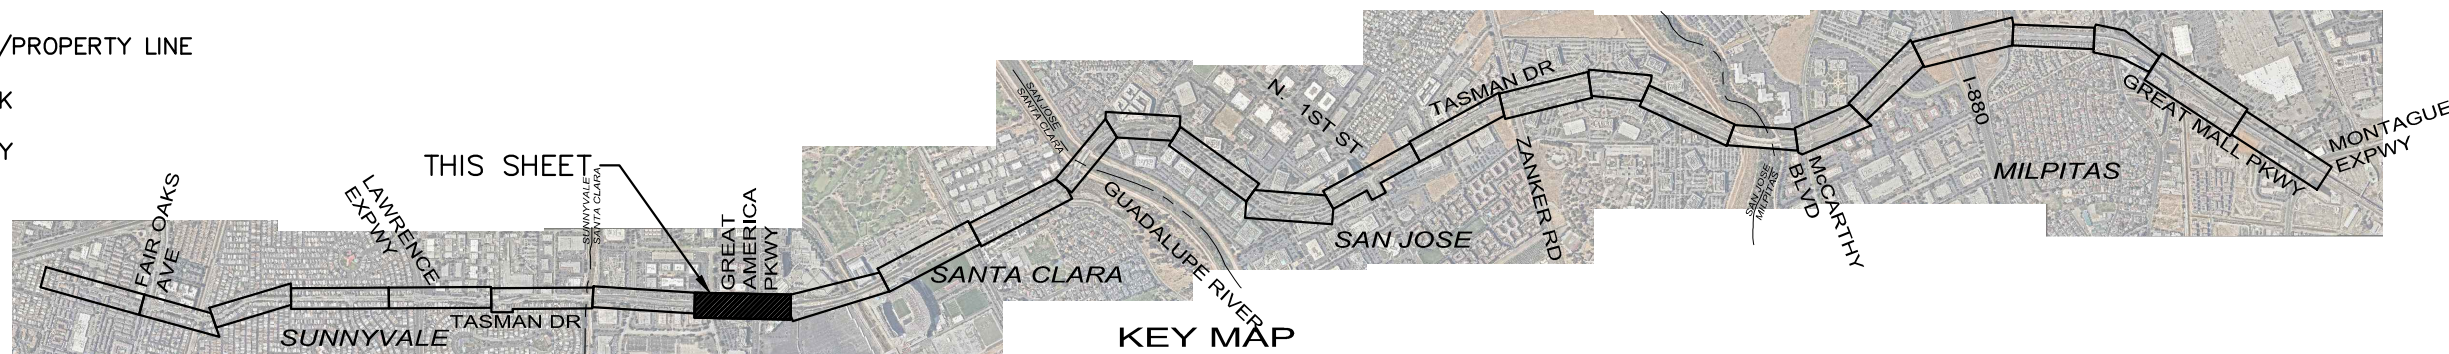 /PROPERTY LINE
K
Y
THIS SHEET
FAIR OAKS
AVE
LAWRENCE
EXPWY
SUNNYVALE
SANTA CLARA
GREAT
AMERICA
PKWY
TASMAN DR
SUNNYVALE
SANTA CLARA
SAN JOSE
SANTA CLARA
GUADALUPE RIVER
N. 1ST ST
TASMAN DR
SAN JOSE
ZANKER RD
SAN JOSE
MILPITAS
McCARTHY
BLVD
I-880
MILPITAS
GREAT MALL PKWY
MONTAGUE
EXPWY
KEY MAP